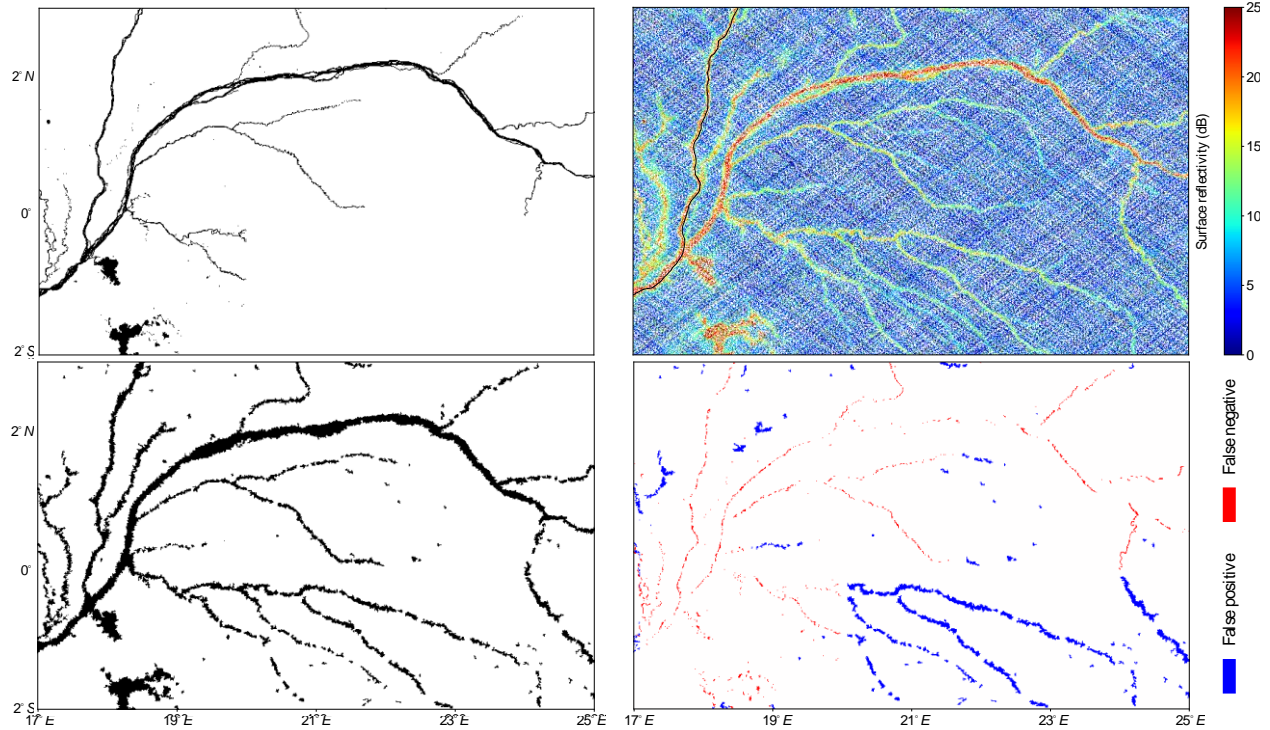 2° N
0°
2° S
25
20
15
10
5
0
Surface reflectivity (dB)
2° N
0°
2° S
17° E
19° E
21° E
23° E
25° E
17° E
19° E
21° E
23° E
25° E
False negative
False positive